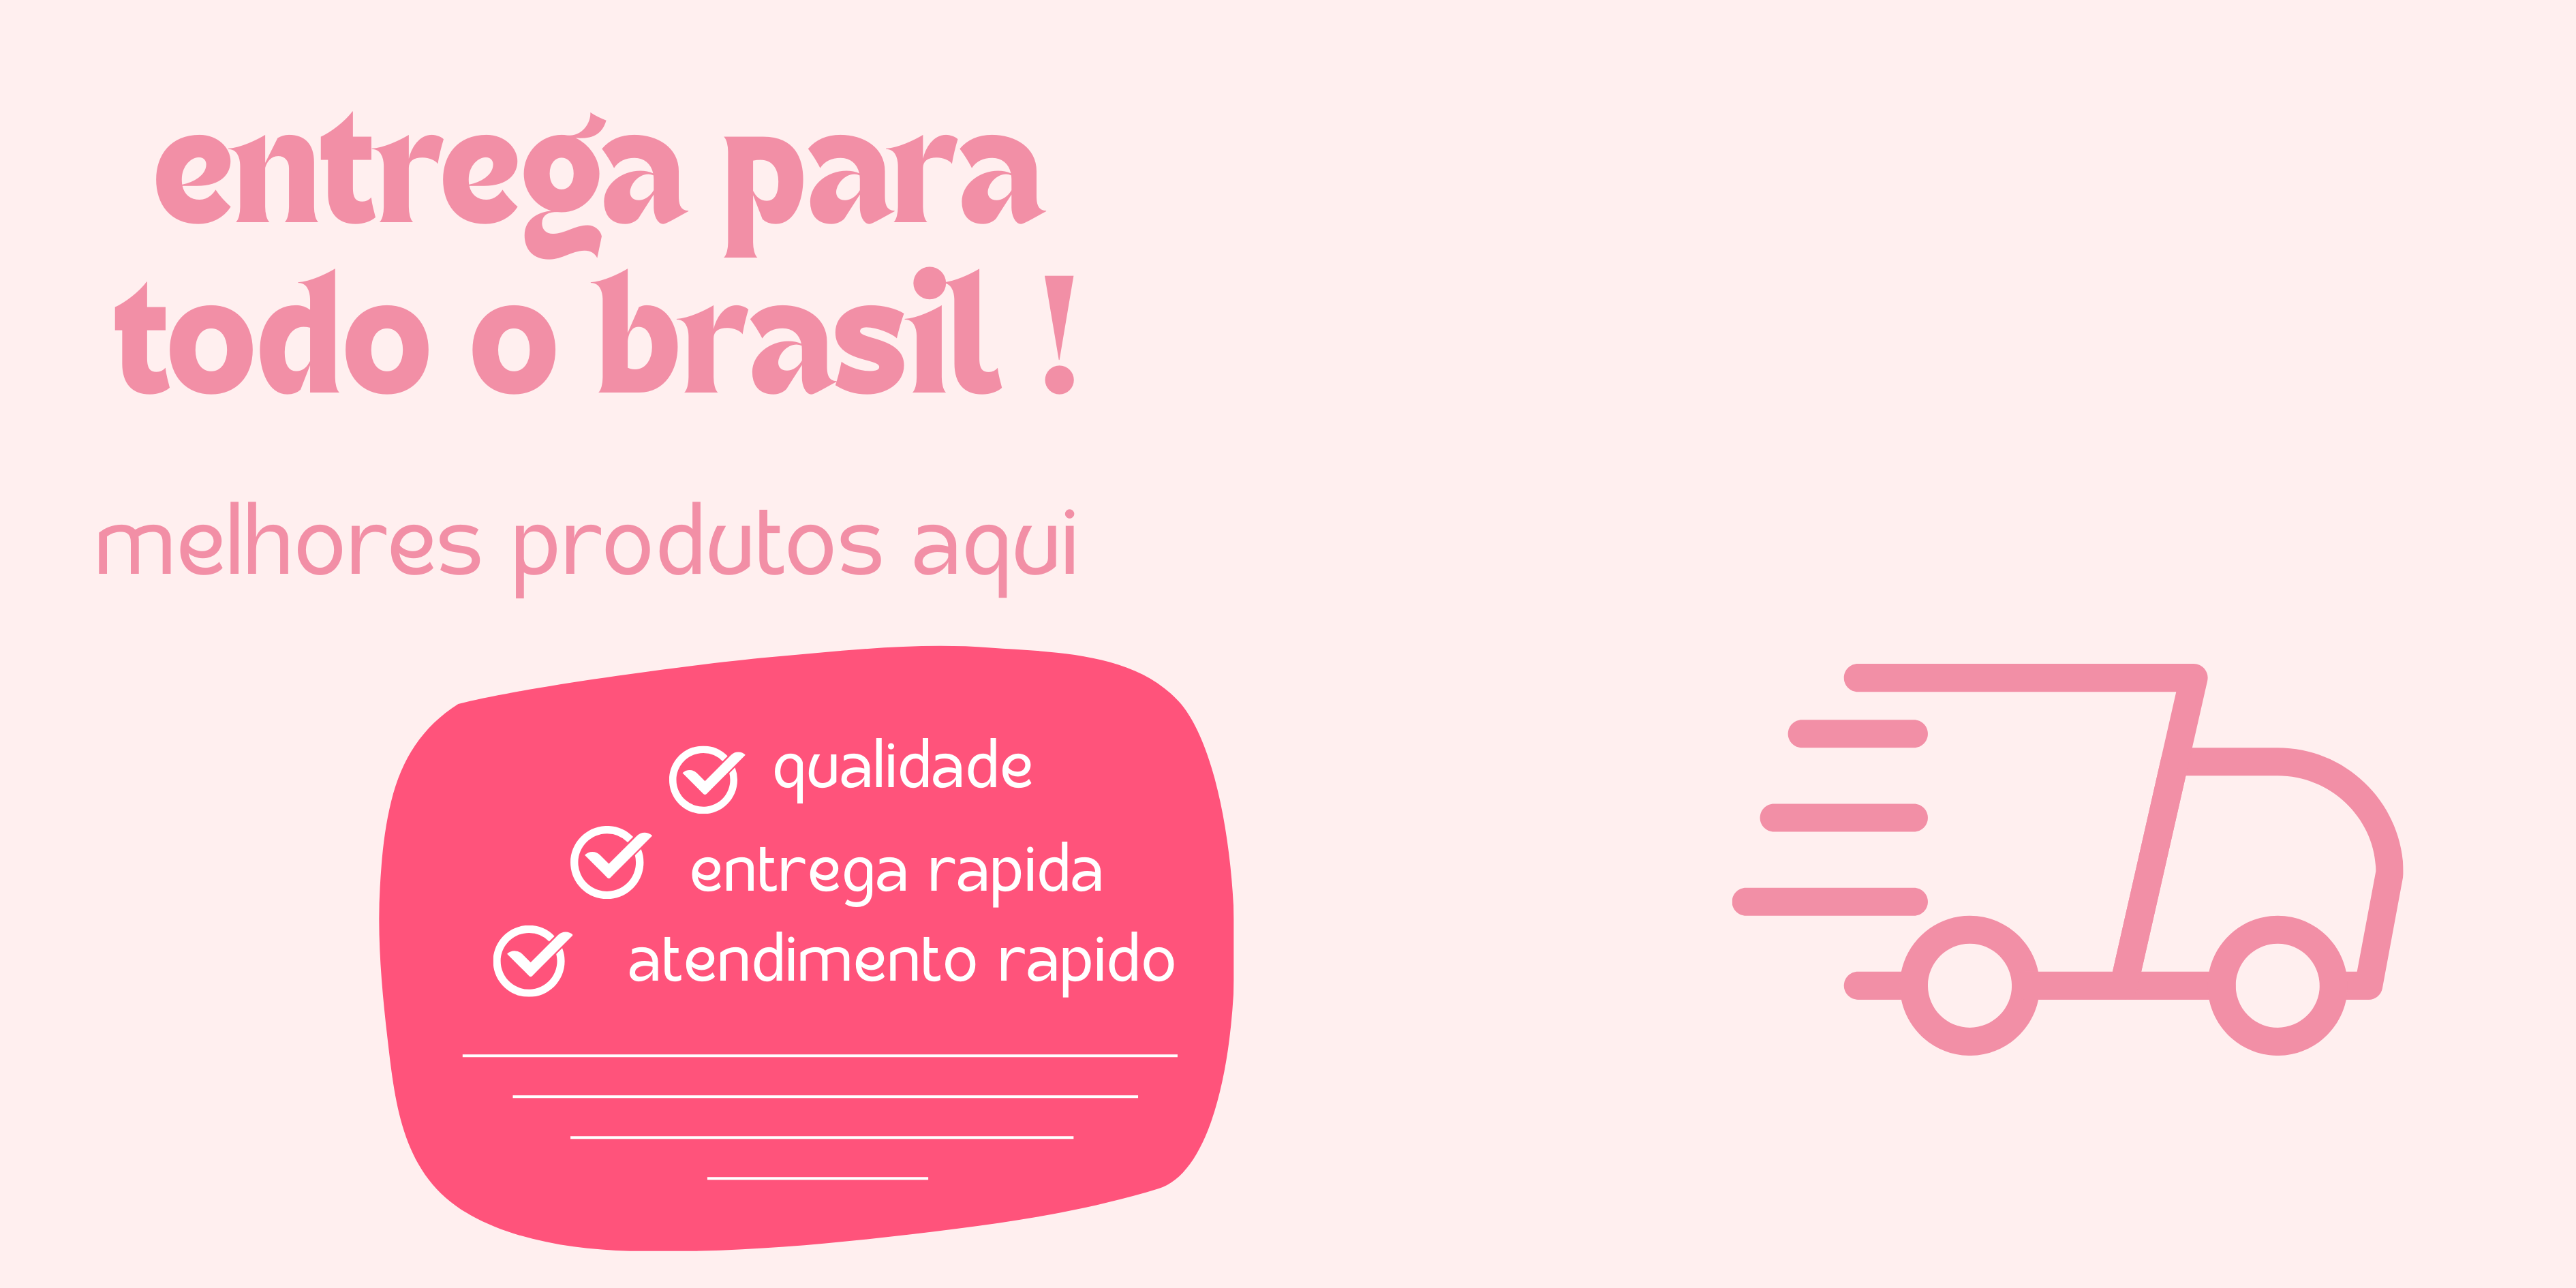 entrega para
todo o brasil !
melhores produtos aqui
qualidade
entrega rapida
atendimento rapido